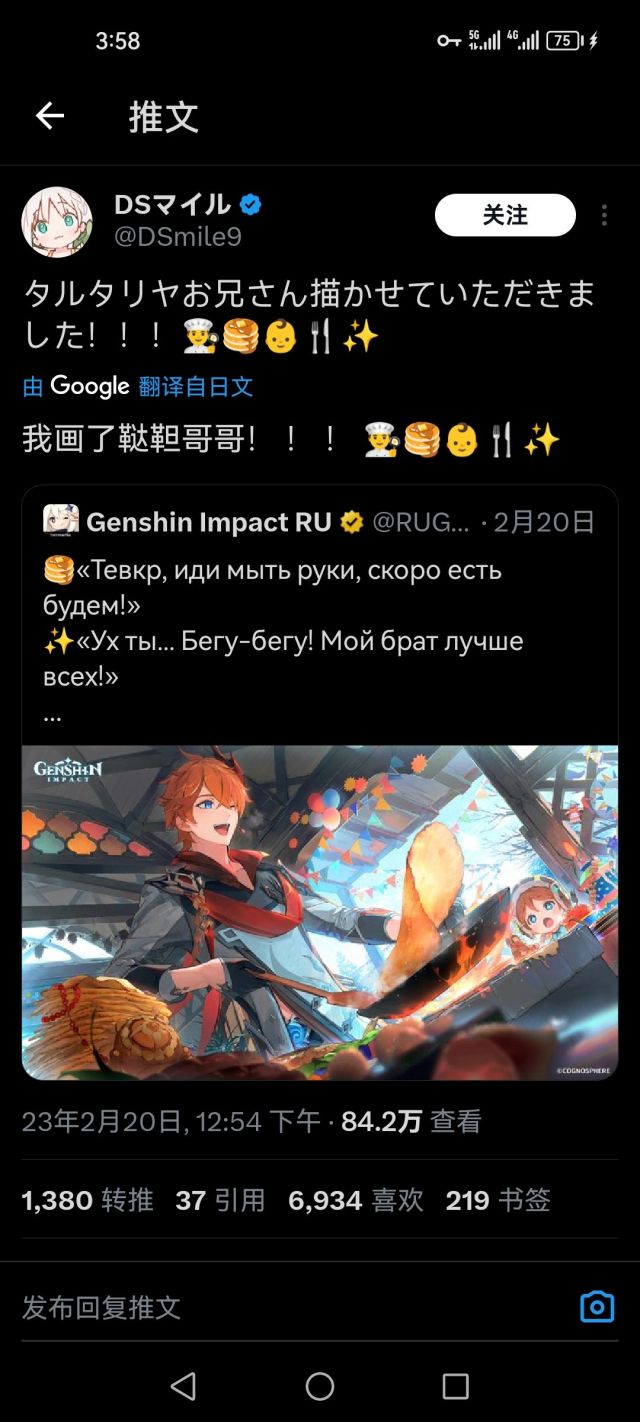 3:58
5G
4G
75
推文
DSマイル
@DSmile9
关注
タルタリヤお兄さん描かせていただきま
した！！！👨‍🍳🥞👶🍴✨
由 Google 翻译自日文
我画了鞑靼哥哥！！！👨‍🍳🥞👶🍴✨
Genshin Impact RU @RUG... · 2月20日
🥞«Тевкр, иди мыть руки, скоро есть
будем!»
✨«Ух ты... Бегу-бегу! Мой брат лучше
всех!»
...
GENSHIN
IMPACT
©COGNOSPHERE
23年2月20日, 12:54 下午 · 84.2万 查看
1,380 转推 37 引用 6,934 喜欢 219 书签
发布回复推文